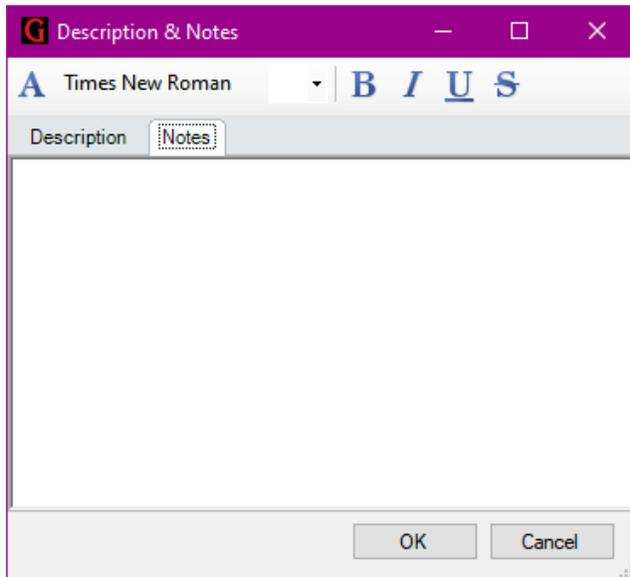 G Description & Notes
A Times New Roman B I U S
Description Notes
OK Cancel